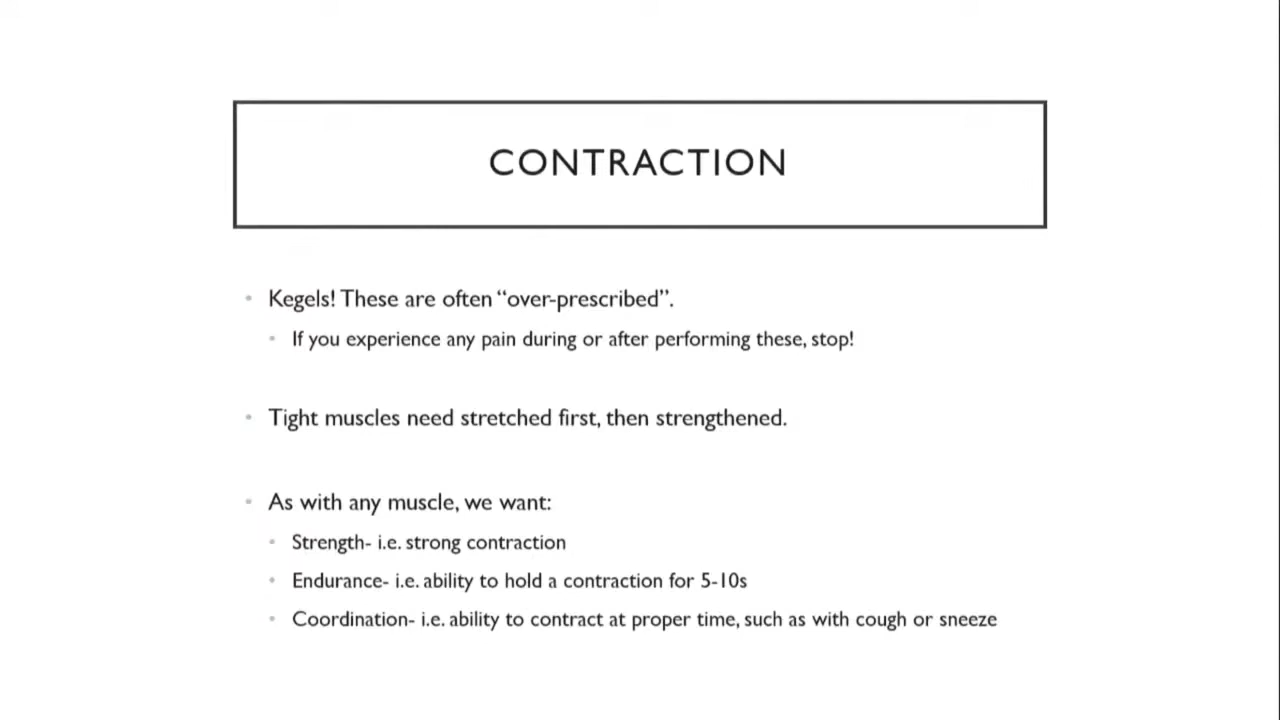 CONTRACTION
• Kegels! These are often “over-prescribed”.
• If you experience any pain during or after performing these, stop!
• Tight muscles need stretched first, then strengthened.
• As with any muscle, we want:
• Strength- i.e. strong contraction
• Endurance- i.e. ability to hold a contraction for 5-10s
• Coordination- i.e. ability to contract at proper time, such as with cough or sneeze